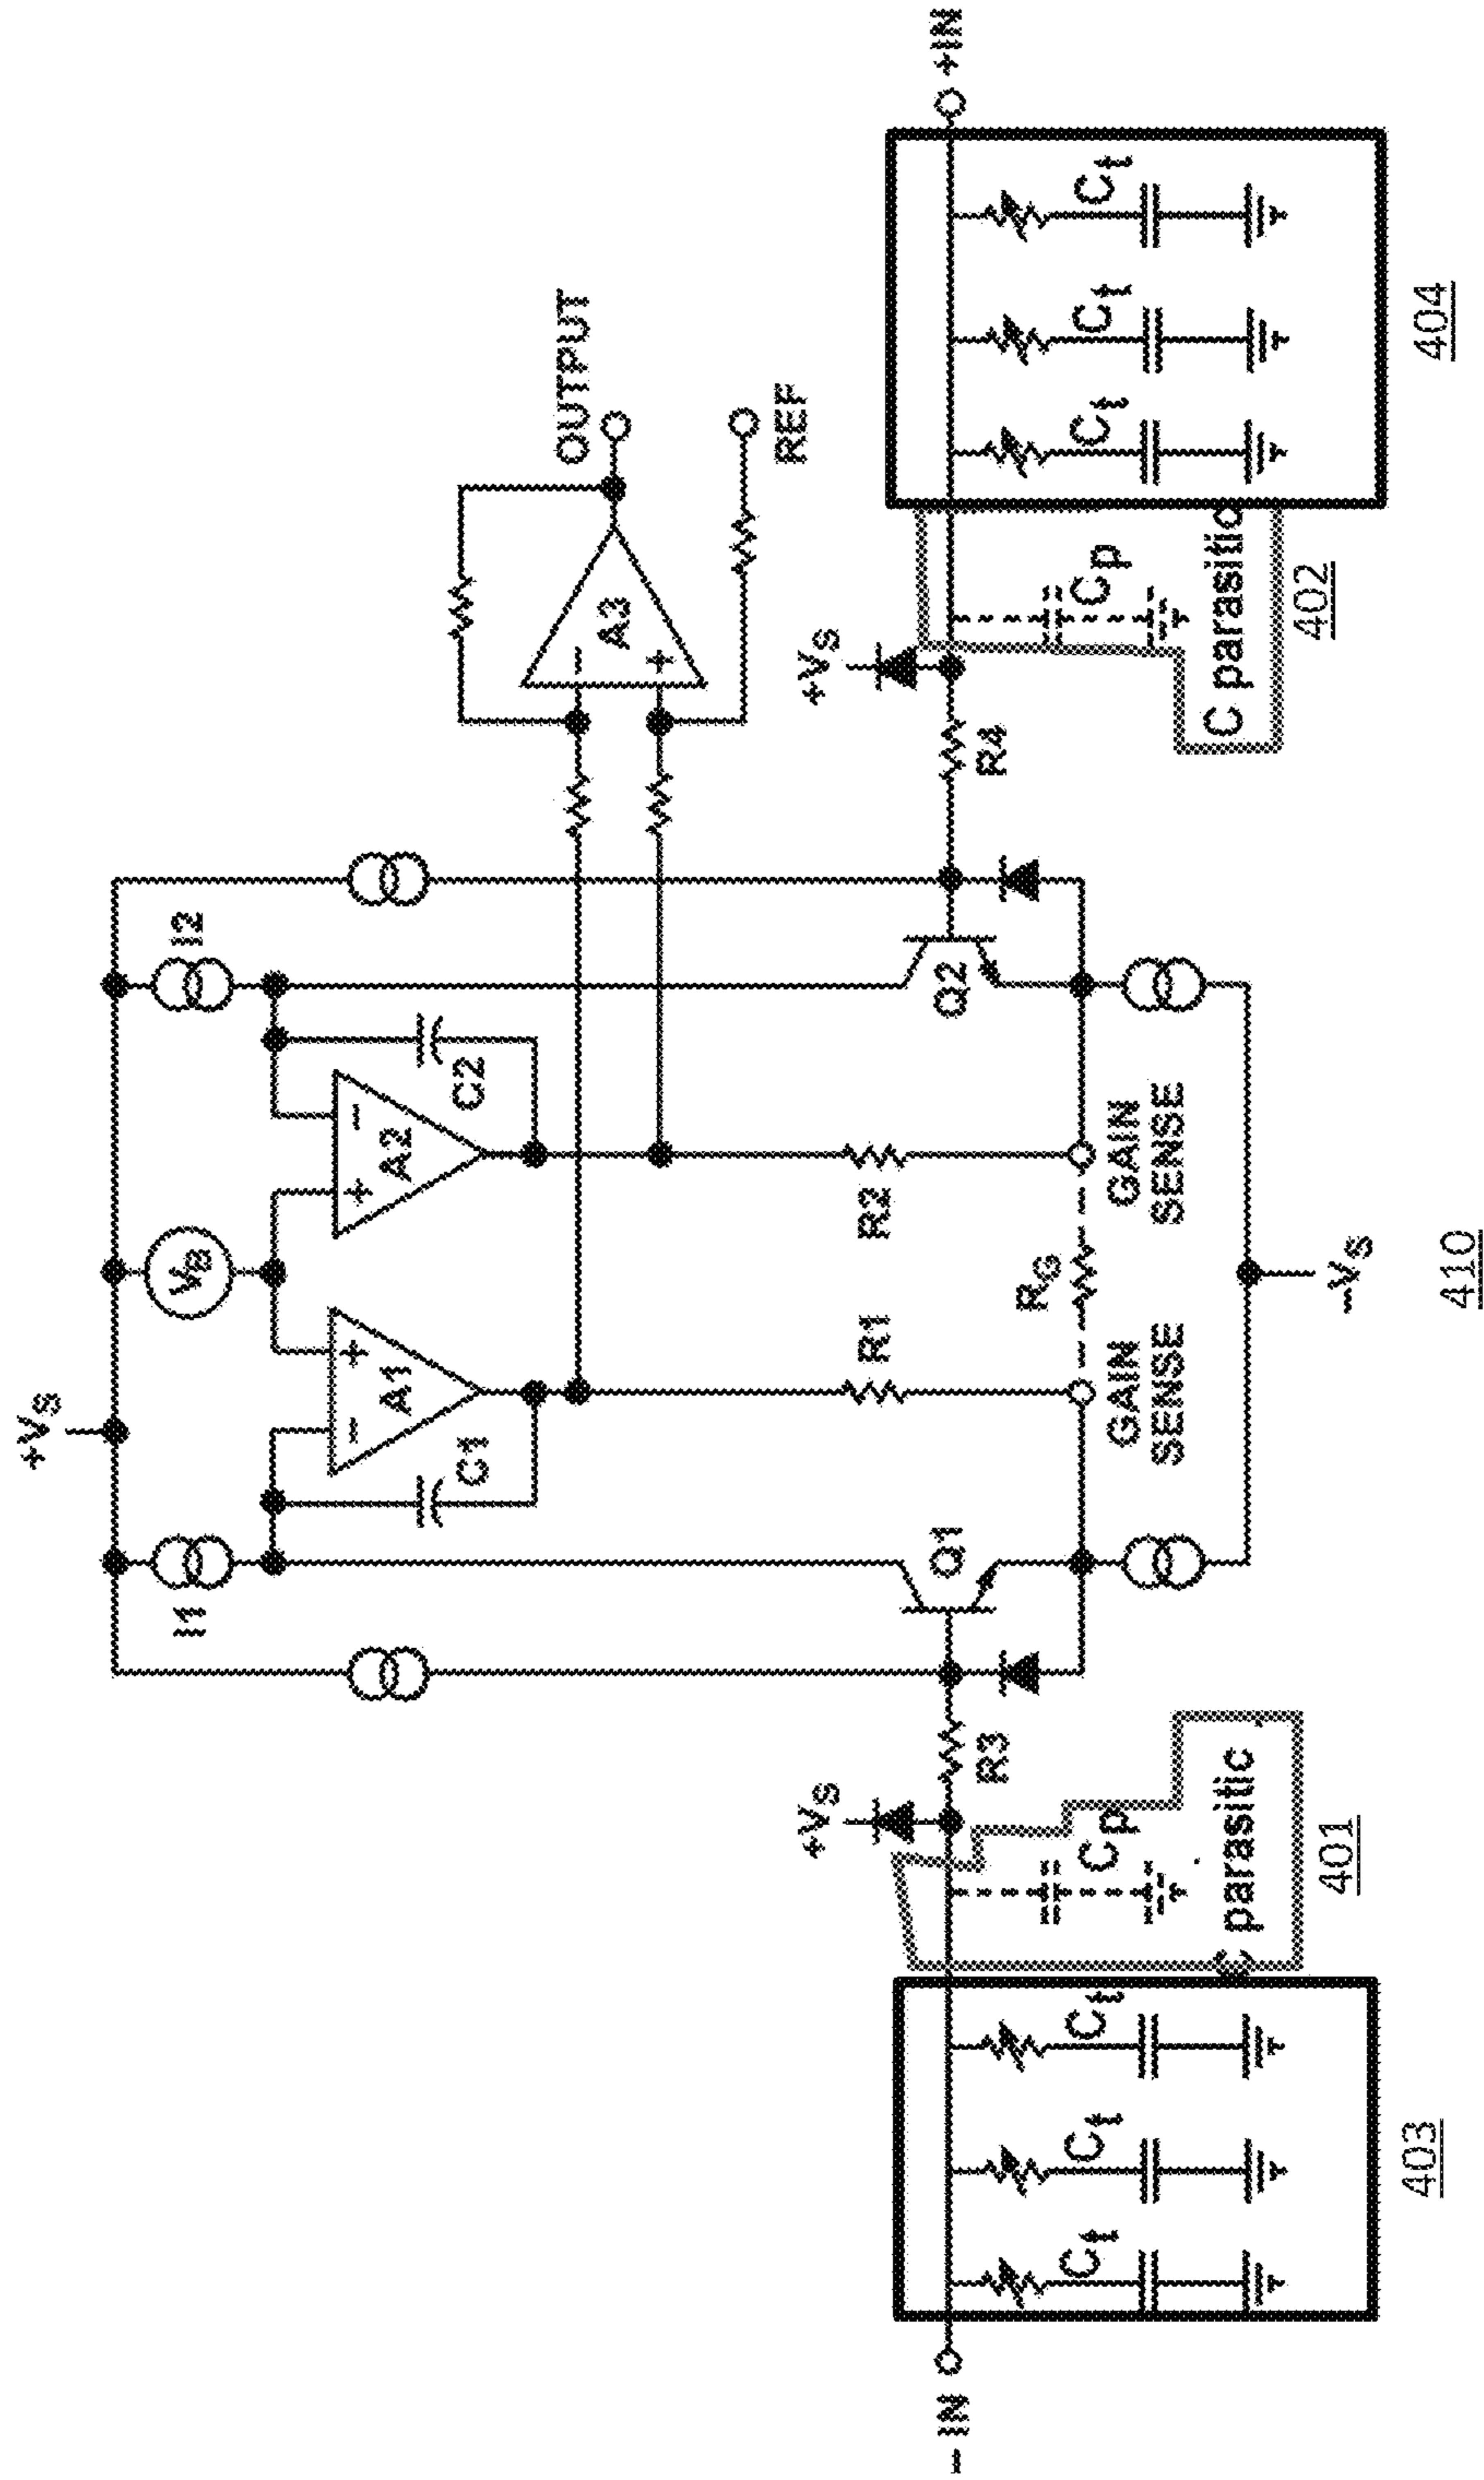 +VS
I1
VB
I2
A1
A2
C1
C2
OUTPUT
A3
REF
R1
R2
+VS
Q1
Q2
+VS
– IN
R3
R4
+IN
Ct
Ct
Ct
Cp
RG
Cp
Ct
Ct
Ct
GAIN
SENSE
GAIN
SENSE
C parasitic
C parasitic
–VS
403
401
410
402
404
– +
+ –
–
+